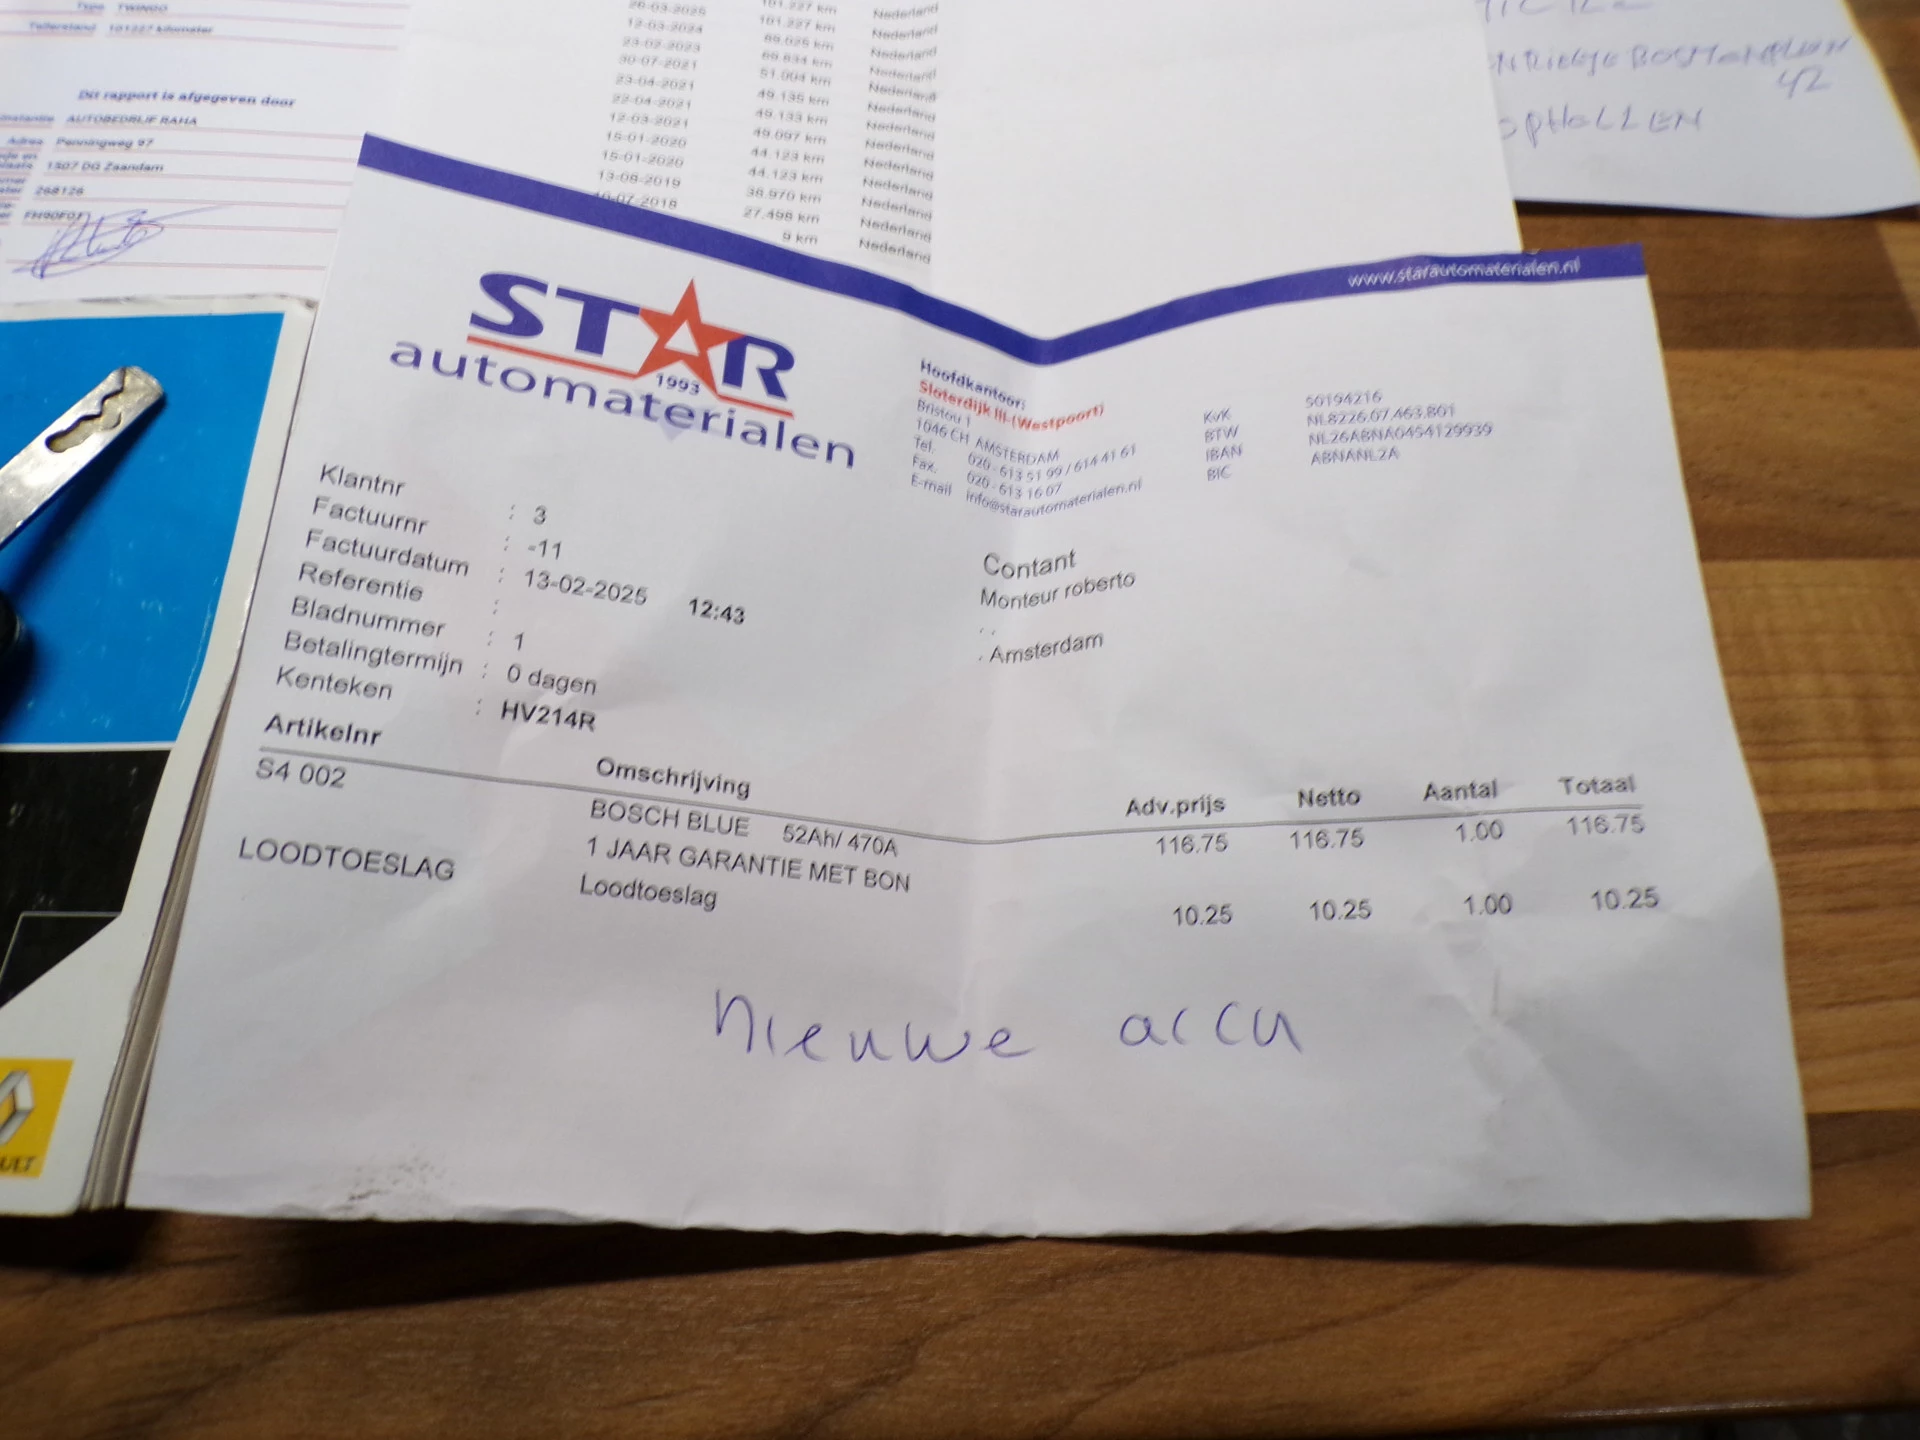 Type TWINGO
Tellerstand 101227 kilometer
Dit rapport is afgegeven door
AUTOBEDRIJF RAHA
Adres Penningweg 97
1507 DG Zaandam
268126
26-03-2025 101.227 km Nederland
12-03-2024 101.227 km Nederland
23-02-2023 89.025 km Nederland
30-07-2021 Nederland
23-04-2021 51.004 km Nederland
22-04-2021 49.135 km Nederland
12-03-2021 49.133 km Nederland
15-01-2020 49.097 km Nederland
15-01-2020 44.123 km Nederland
13-08-2019 44.123 km Nederland
38.970 km Nederland
27.498 km Nederland
9 km Nederland
42
OPHALLEN
www.starautomaterialen.nl
STAR
1993
automaterialen
Hoofdkantoor:
Sloterdijk III-(Westpoort)
Bristou 1
1046 CH AMSTERDAM
Tel. 020 - 613 51 99 / 614 41 61
Fax. 020 - 613 16 07
E-mail info@starautomaterialen.nl
KvK 50194216
BTW NL8226.07.463.B01
IBAN NL26ABNA0454129939
BIC ABNANL2A
Klantnr : 3
Factuurnr : -11
Factuurdatum : 13-02-2025 12:43
Referentie :
Bladnummer : 1
Betalingtermijn : 0 dagen
Kenteken : HV214R
Contant
Monteur roberto
. .
. Amsterdam
Artikelnr Omschrijving Adv.prijs Netto Aantal Totaal
S4 002 BOSCH BLUE 52Ah/ 470A 116.75 116.75 1.00 116.75
1 JAAR GARANTIE MET BON
LOODTOESLAG Loodtoeslag 10.25 10.25 1.00 10.25
nieuwe accu